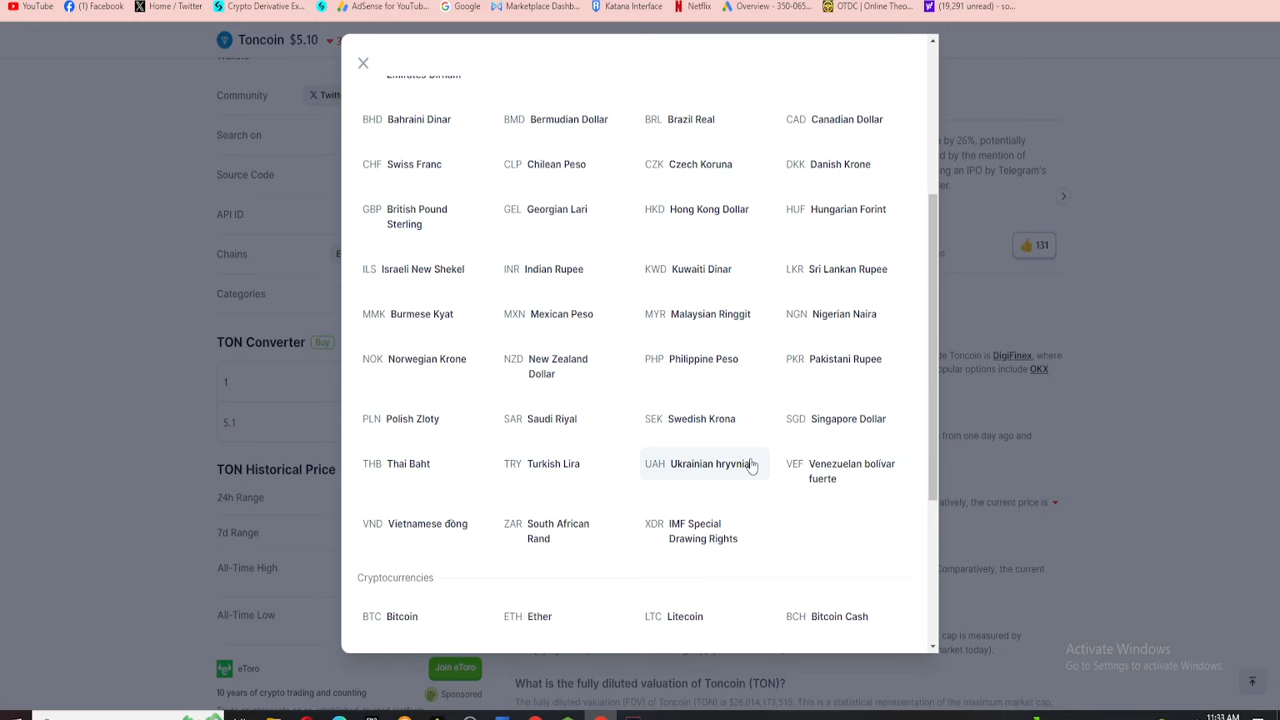 YouTube (1) Facebook Home / Twitter Crypto Derivative Ex... AdSense for YouTub... Google Marketplace Dashb... Katana Interface Netflix Overview - 350-065... OTDC | Online Theo... (19,291 unread) - so...
Toncoin $5.10
Emirates Dirham
Community
X Twitt
BHD Bahraini Dinar BMD Bermudian Dollar BRL Brazil Real CAD Canadian Dollar
Search on
by 26%, potentially
d by the mention of
CHF Swiss Franc CLP Chilean Peso CZK Czech Koruna DKK Danish Krone
ng an IPO by Telegram's
Source Code
GBP British Pound Sterling GEL Georgian Lari HKD Hong Kong Dollar HUF Hungarian Forint
API ID
131
Chains
ILS Israeli New Shekel INR Indian Rupee KWD Kuwaiti Dinar LKR Sri Lankan Rupee
Categories
MMK Burmese Kyat MXN Mexican Peso MYR Malaysian Ringgit NGN Nigerian Naira
TON Converter Buy
NOK Norwegian Krone NZD New Zealand Dollar PHP Philippine Peso PKR Pakistani Rupee
de Toncoin is DigiFinex, where
opular options include OKX
1
5.1
PLN Polish Zloty SAR Saudi Riyal SEK Swedish Krona SGD Singapore Dollar
from one day ago and
TON Historical Price
THB Thai Baht TRY Turkish Lira UAH Ukrainian hryvnia VEF Venezuelan bolívar fuerte
24h Range
atively, the current price is
7d Range
VND Vietnamese đồng ZAR South African Rand XDR IMF Special Drawing Rights
All-Time High
Comparatively, the current
Cryptocurrencies
All-Time Low
BTC Bitcoin ETH Ether LTC Litecoin BCH Bitcoin Cash
cap is measured by
market today).
Activate Windows
Go to Settings to activate Windows.
eToro Join eToro
10 years of crypto trading and counting Sponsored
What is the fully diluted valuation of Toncoin (TON)?
The fully diluted valuation (FDV) of Toncoin (TON) is $26,014,173,515. This is a statistical representation of the maximum market cap,
11:33 AM